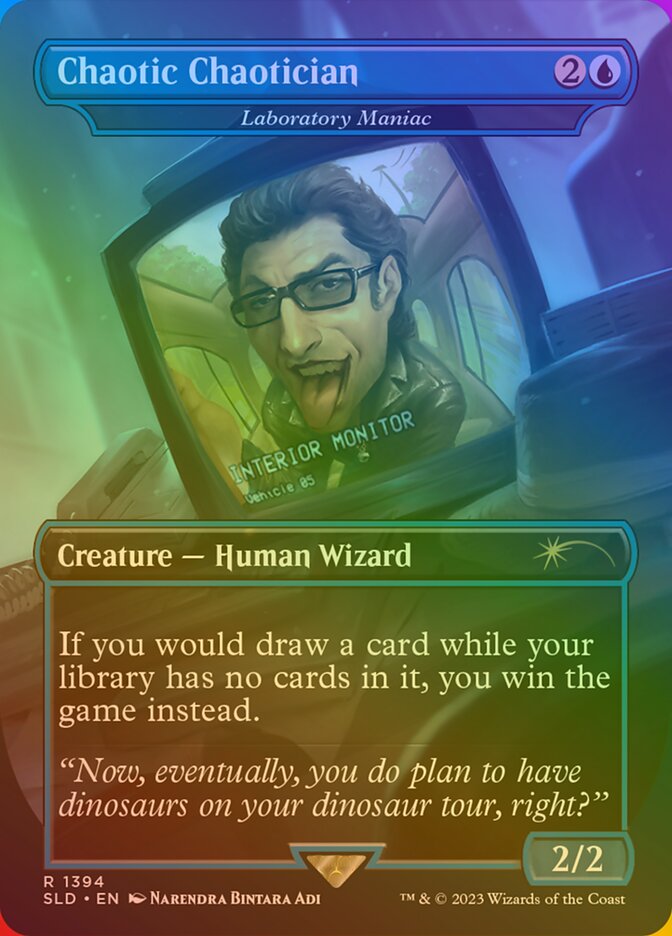 Chaotic Chaotician 2
Laboratory Maniac
INTERIOR MONITOR
Vehicle 05
Creature — Human Wizard
If you would draw a card while your
library has no cards in it, you win the
game instead.
“Now, eventually, you do plan to have
dinosaurs on your dinosaur tour, right?”
2/2
R 1394
SLD • EN Narendra Bintara Adi
™ & © 2023 Wizards of the Coast